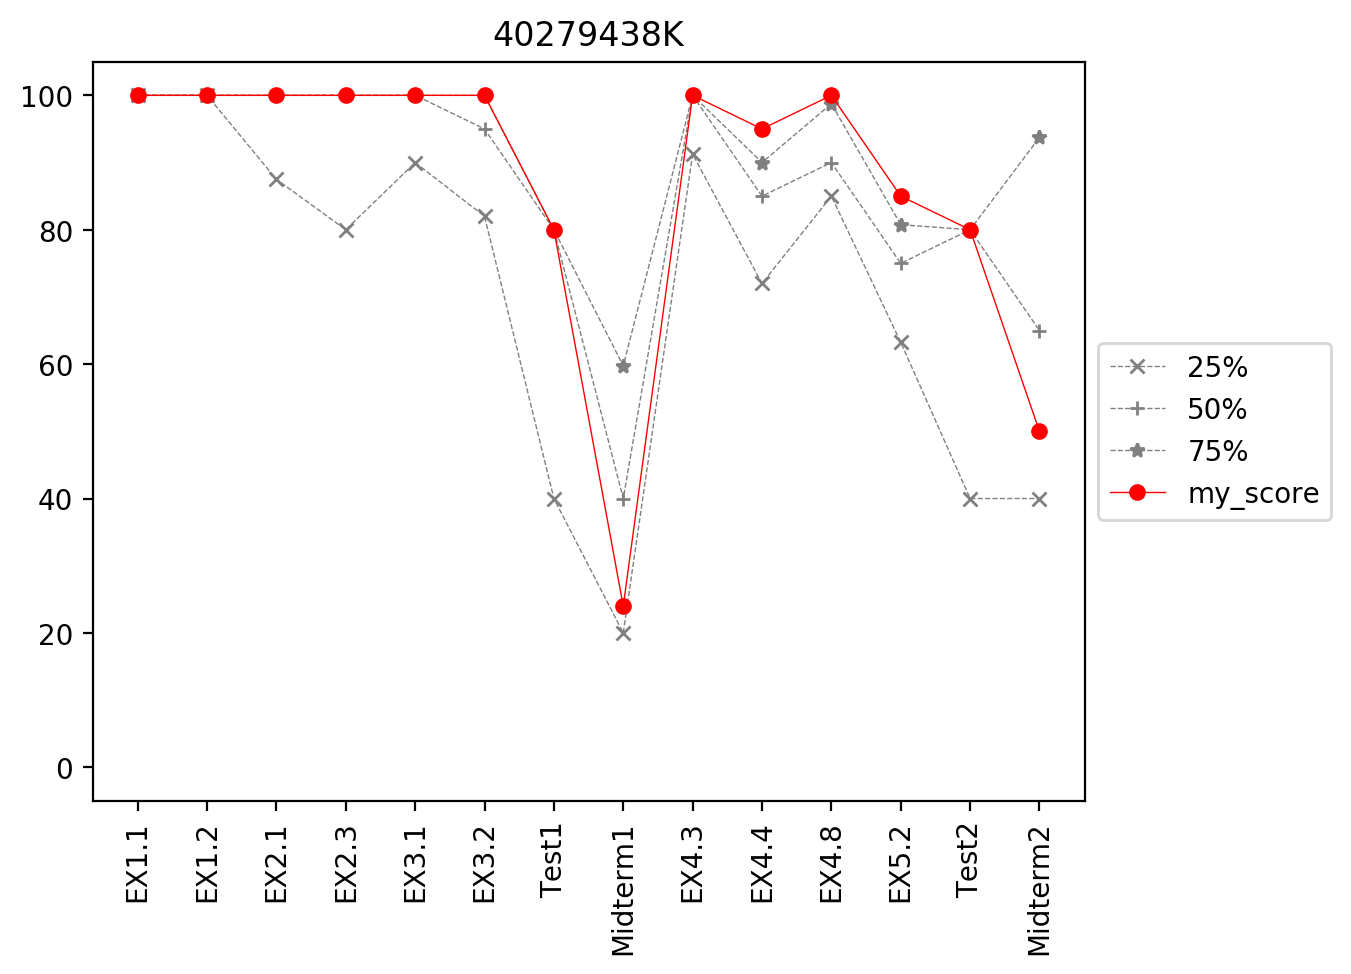 40279438K
100
80
60
40
20
0
EX1.1
EX1.2
EX2.1
EX2.3
EX3.1
EX3.2
Test1
Midterm1
EX4.3
EX4.4
EX4.8
EX5.2
Test2
Midterm2
25%
50%
75%
my_score